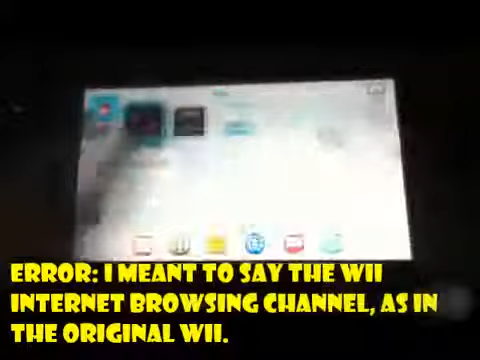 ERROR: I MEANT TO SAY THE WII
INTERNET BROWSING CHANNEL, AS IN
THE ORIGINAL WII.